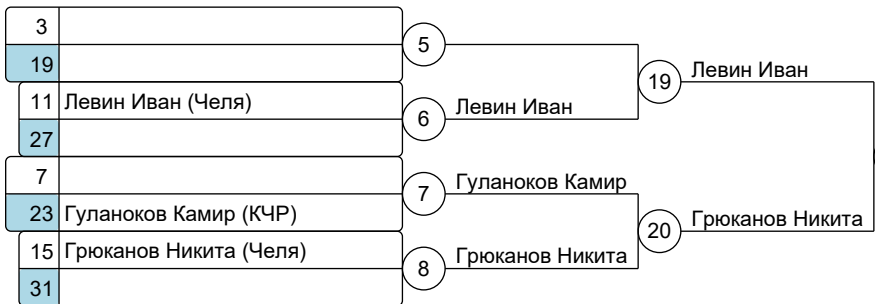 3
5
19
19
Левин Иван
11 Левин Иван (Челя)
6
Левин Иван
27
7
7
Гуланоков Камир
23 Гуланоков Камир (КЧР)
20
Грюканов Никита
15 Грюканов Никита (Челя)
8
Грюканов Никита
31